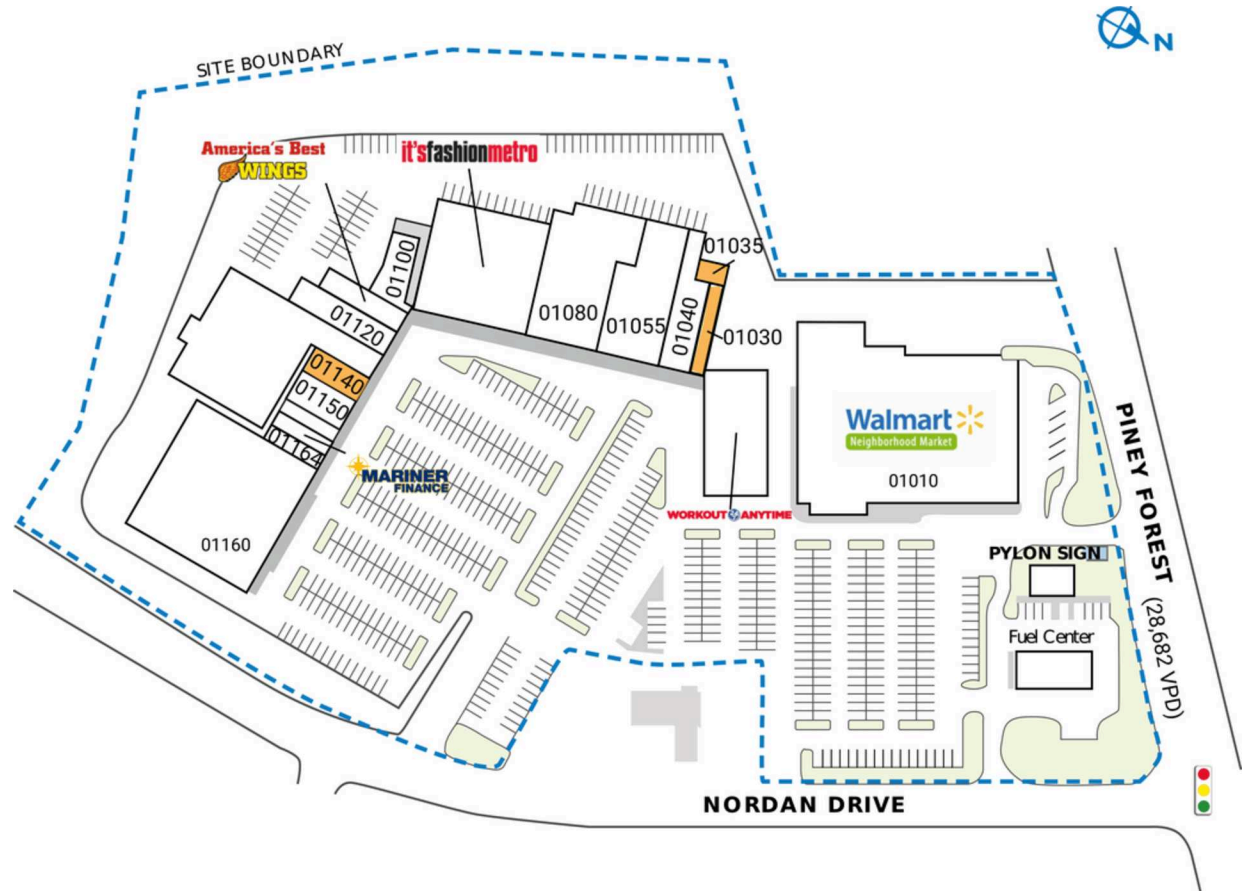 N
SITE BOUNDARY
America's Best
WINGS
it'sfashionmetro
01100
01035
01120
01080
01055
01040
01030
01140
01150
01164
MARINER
FINANCE
Walmart
Neighborhood Market
01010
WORKOUT ANYTIME
01160
PINEY FOREST
(28,682 VPD)
PYLON SIGN
Fuel Center
NORDAN DRIVE